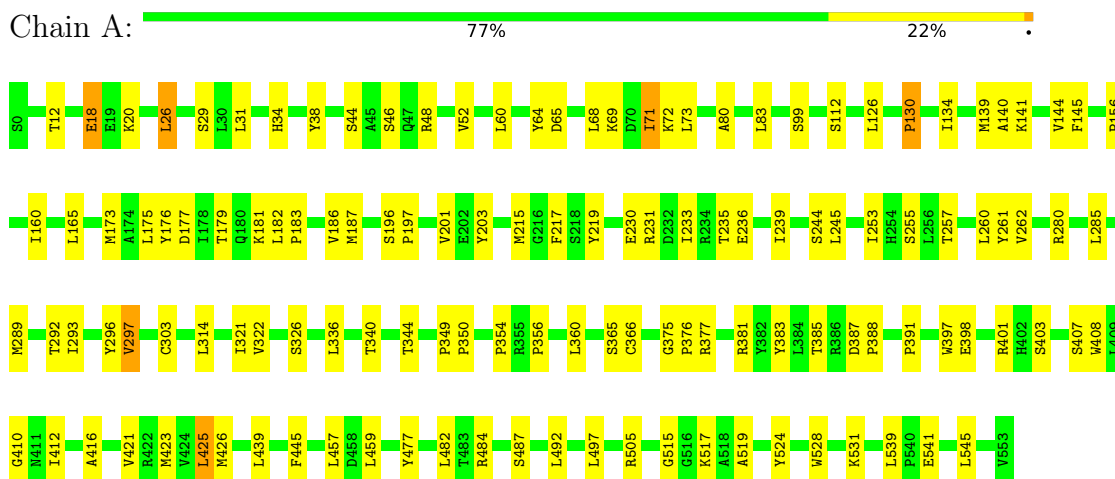 Chain A:
77% 22% •
S0 T12 E18 E19 K20 L26 S29 L30 L31 H34 Y38 S44 A45 S46 Q47 R48 V52 L60 Y64 D65 L68 K69 D70 I71 K72 L73 A80 L83 S99 S112 L126 P130 I134 M139 A140 K141 V144 F145
I160 L165 M173 A174 L175 Y176 D177 I178 T179 Q180 K181 L182 P183 V186 M187 S196 P197 V201 E202 Y203 M215 G216 F217 S218 Y219 E230 R231 D232 I233 R234 T235 E236 I239 S244 L245 I253 H254 S255 L256 T257 L260 Y261 V262 R280 L285
M289 T292 I293 Y296 V297 C303 L314 I321 V322 S326 L336 T340 T344 P349 P350 P354 R355 P356 L360 S365 C366 G375 P376 R377 R381 Y382 Y383 L384 T385 R386 D387 P388 P391 W397 E398 R401 H402 S403 S407 W408 L409
G410 N411 I412 A416 V421 R422 M423 V424 L425 M426 L439 F445 L457 D458 L459 Y477 L482 T483 R484 S487 L492 L497 R505 G515 G516 K517 A518 A519 Y524 W528 K531 L539 P540 E541 L545 V553